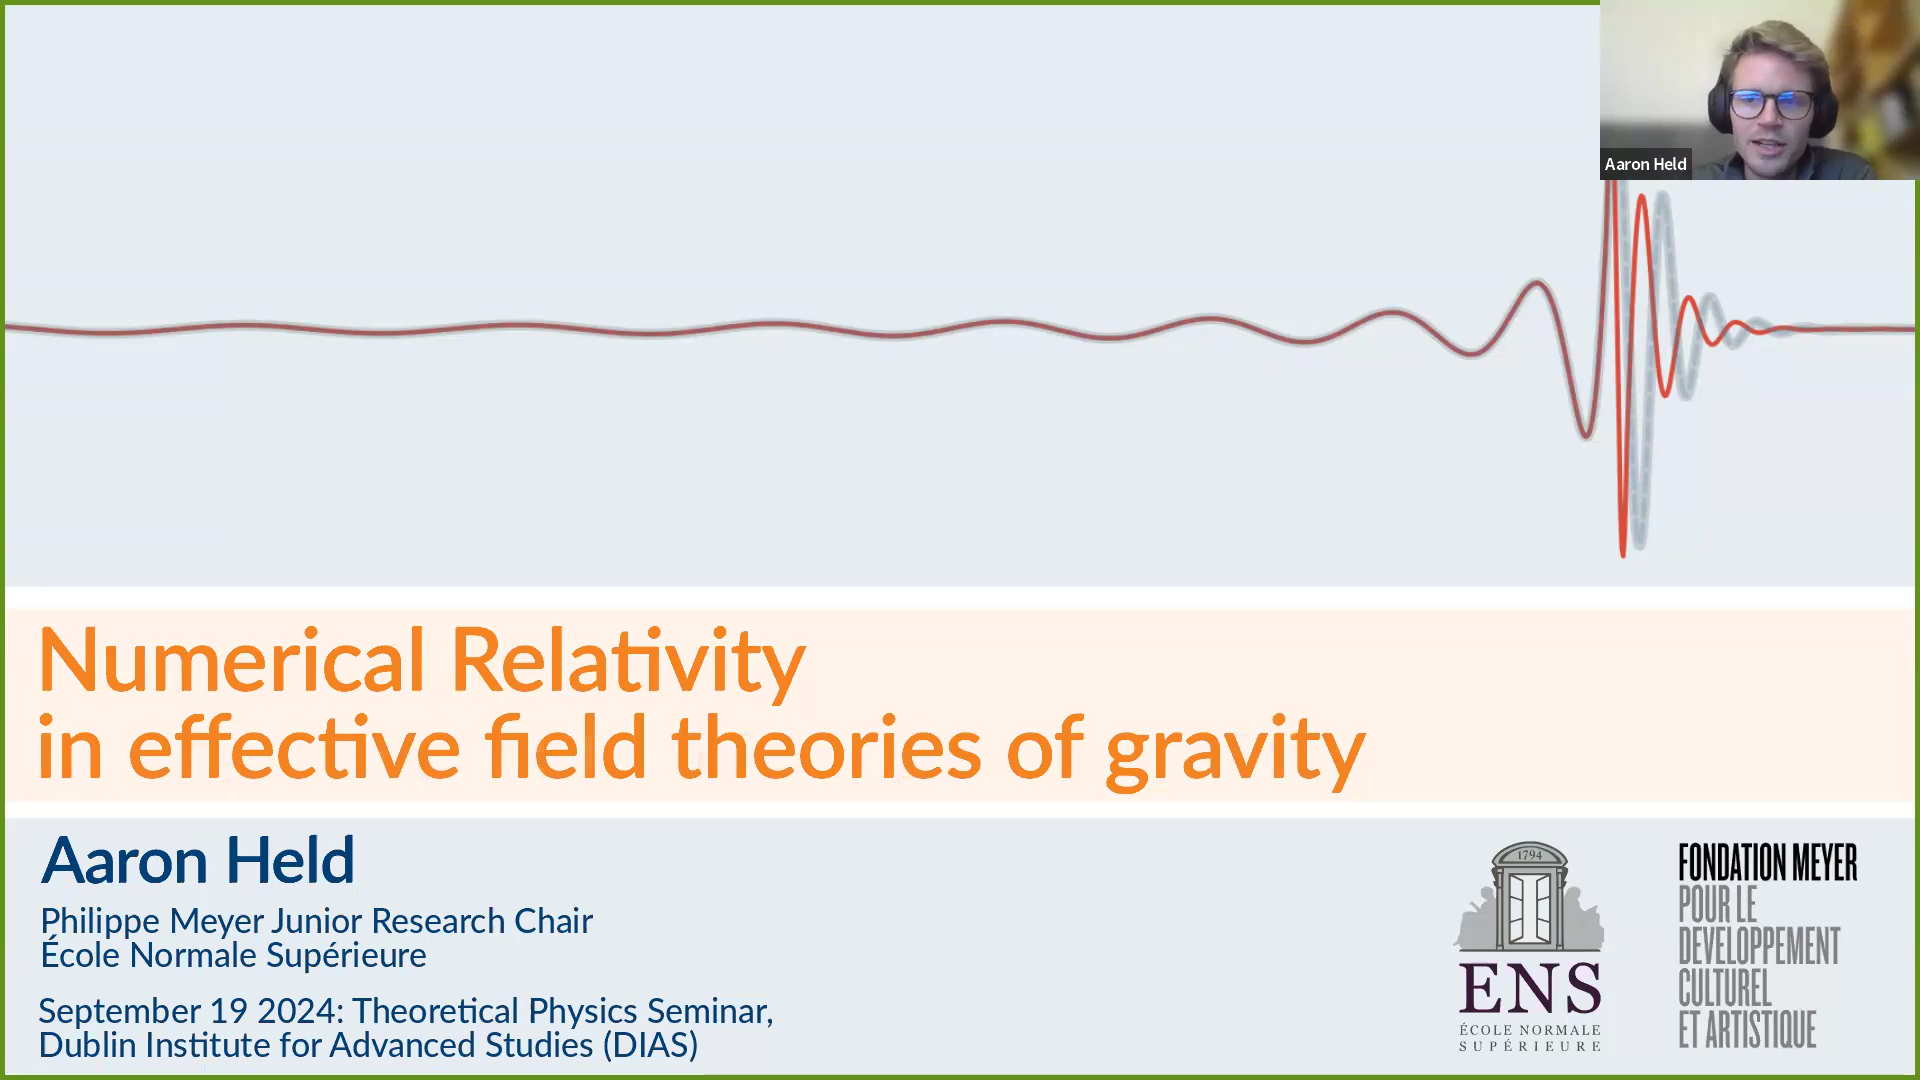 Aaron Held
Numerical Relativity
in effective field theories of gravity
Aaron Held
Philippe Meyer Junior Research Chair
École Normale Supérieure
September 19 2024: Theoretical Physics Seminar,
Dublin Institute for Advanced Studies (DIAS)
1794
ENS
ÉCOLE NORMALE
SUPÉRIEURE
FONDATION MEYER
POUR LE
DEVELOPPEMENT
CULTUREL
ET ARTISTIQUE